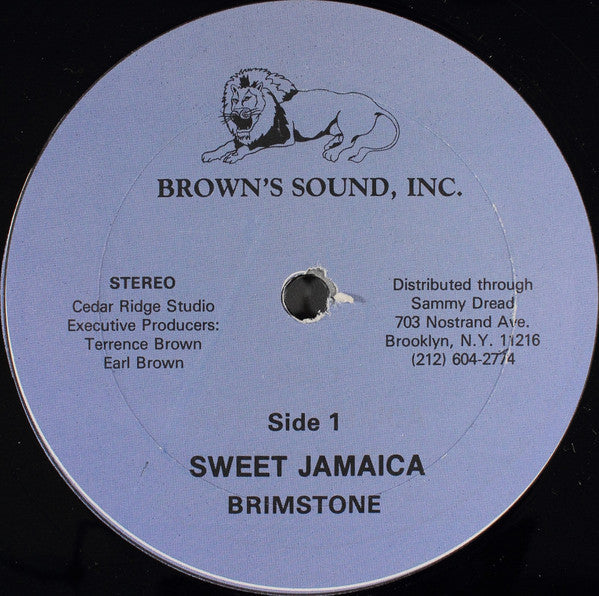 BROWN'S SOUND, INC.
STEREO
Cedar Ridge Studio
Executive Producers:
Terrence Brown
Earl Brown
Distributed through
Sammy Dread
703 Nostrand Ave.
Brooklyn, N.Y. 11216
(212) 604-2774
Side 1
SWEET JAMAICA
BRIMSTONE